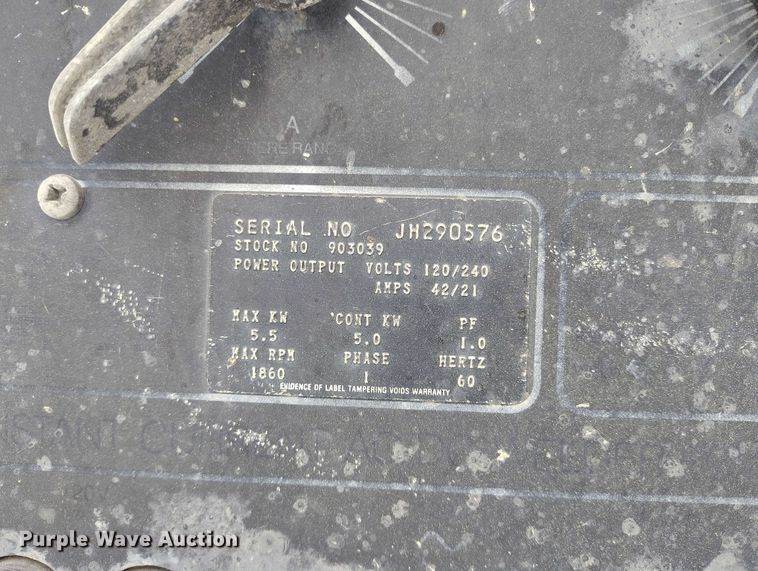 A
SERIAL NO JH290576
STOCK NO 903039
POWER OUTPUT VOLTS 120/240
AMPS 42/21
MAX KW CONT KW PF
5.5 5.0 1.0
MAX RPM PHASE HERTZ
1860 1 60
EVIDENCE OF LABEL TAMPERING VOIDS WARRANTY
Purple Wave Auction